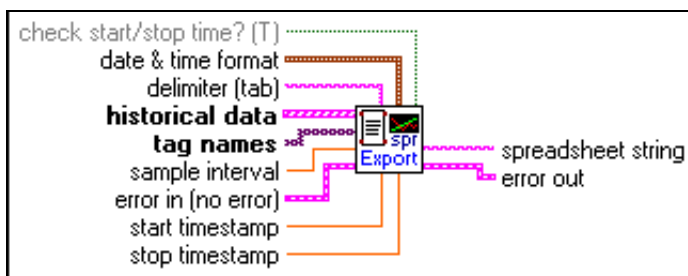 check start/stop time? (T)
date & time format
delimiter (tab)
historical data
tag names
sample interval
error in (no error)
start timestamp
stop timestamp
spr
Export
spreadsheet string
error out